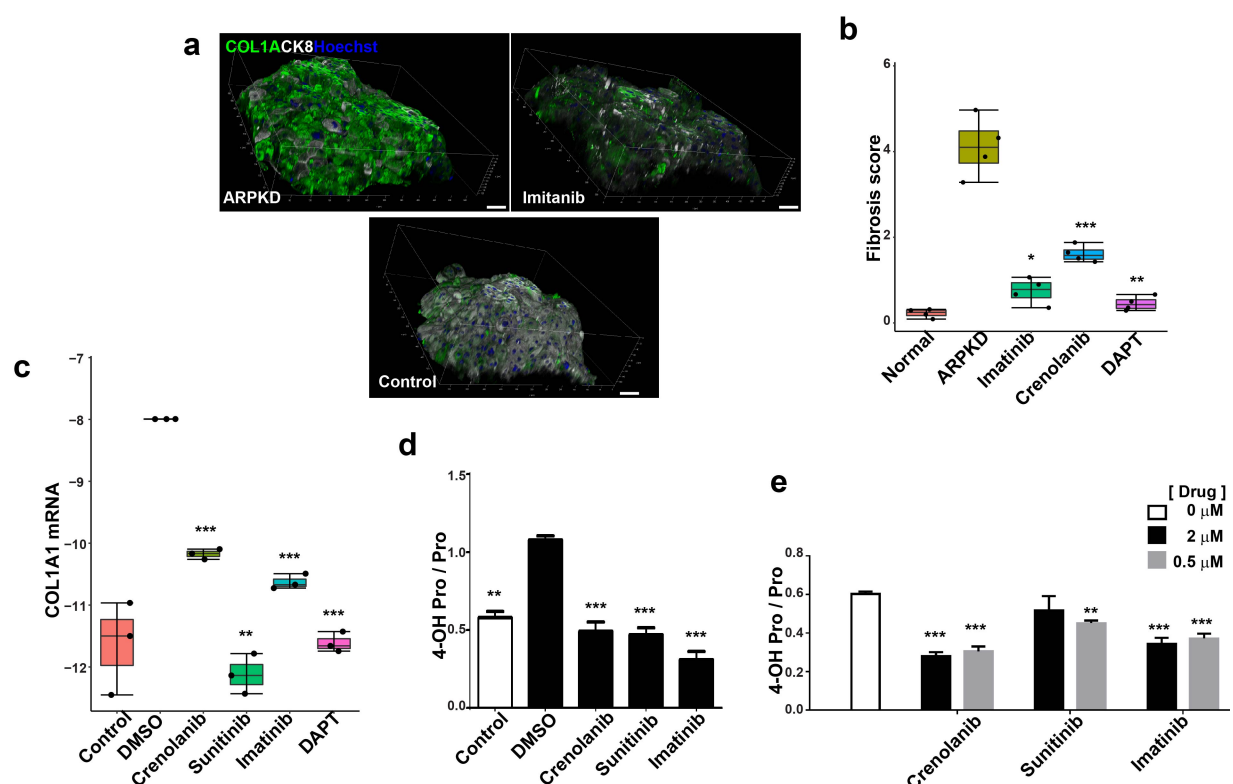 a
COL1ACK8Hoechst
ARPKD
Imitanib
Control
b
Fibrosis score
6
4
2
0
*
***
**
Normal
ARPKD
Imatinib
Crenolanib
DAPT
c
COL1A1 mRNA
−7
−8
−9
−10
−11
−12
***
**
***
***
Control
DMSO
Crenolanib
Sunitinib
Imatinib
DAPT
d
4-OH Pro / Pro
1.5
1.0
0.5
0.0
**
***
***
***
Control
DMSO
Crenolanib
Sunitinib
Imatinib
e
[ Drug ]
0 μM
2 μM
0.5 μM
4-OH Pro / Pro
0.8
0.6
0.4
0.2
0.0
*** ***
**
*** ***
Crenolanib
Sunitinib
Imatinib